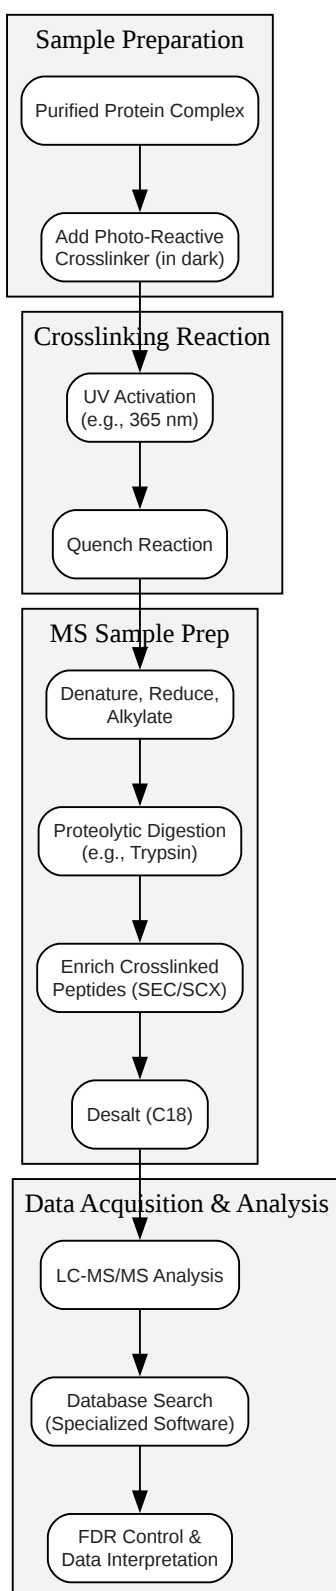 Sample Preparation
Purified Protein Complex
Add Photo-Reactive
Crosslinker (in dark)
Crosslinking Reaction
UV Activation
(e.g., 365 nm)
Quench Reaction
MS Sample Prep
Denature, Reduce,
Alkylate
Proteolytic Digestion
(e.g., Trypsin)
Enrich Crosslinked
Peptides (SEC/SCX)
Desalt (C18)
Data Acquisition & Analysis
LC-MS/MS Analysis
Database Search
(Specialized Software)
FDR Control &
Data Interpretation